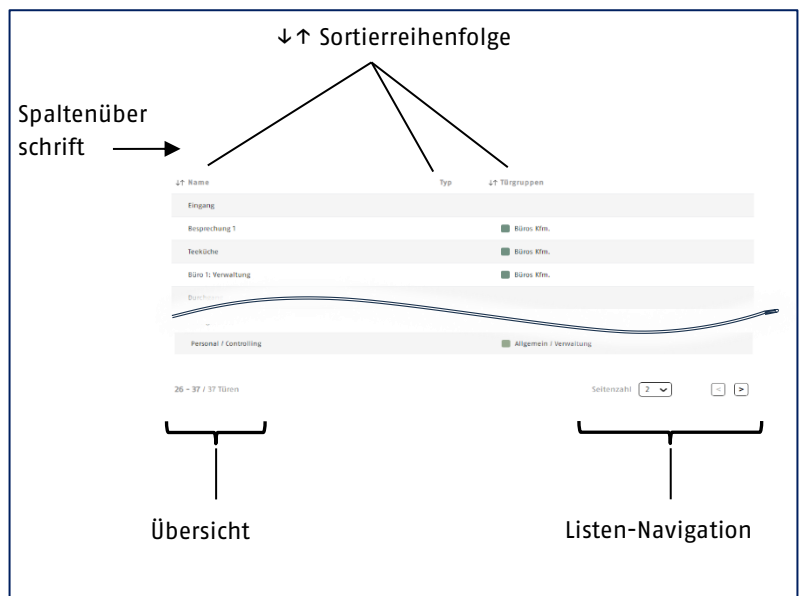 ↓↑ Sortierreihenfolge
Spaltenüber
schrift
↓↑ Name Typ ↓↑ Türgruppen
Eingang
Besprechung 1 Büros Kfm.
Teeküche Büros Kfm.
Büro 1: Verwaltung Büros Kfm.
Personal / Controlling Allgemein / Verwaltung
26 – 37 / 37 Türen Seitenzahl 2 < >
Übersicht Listen-Navigation